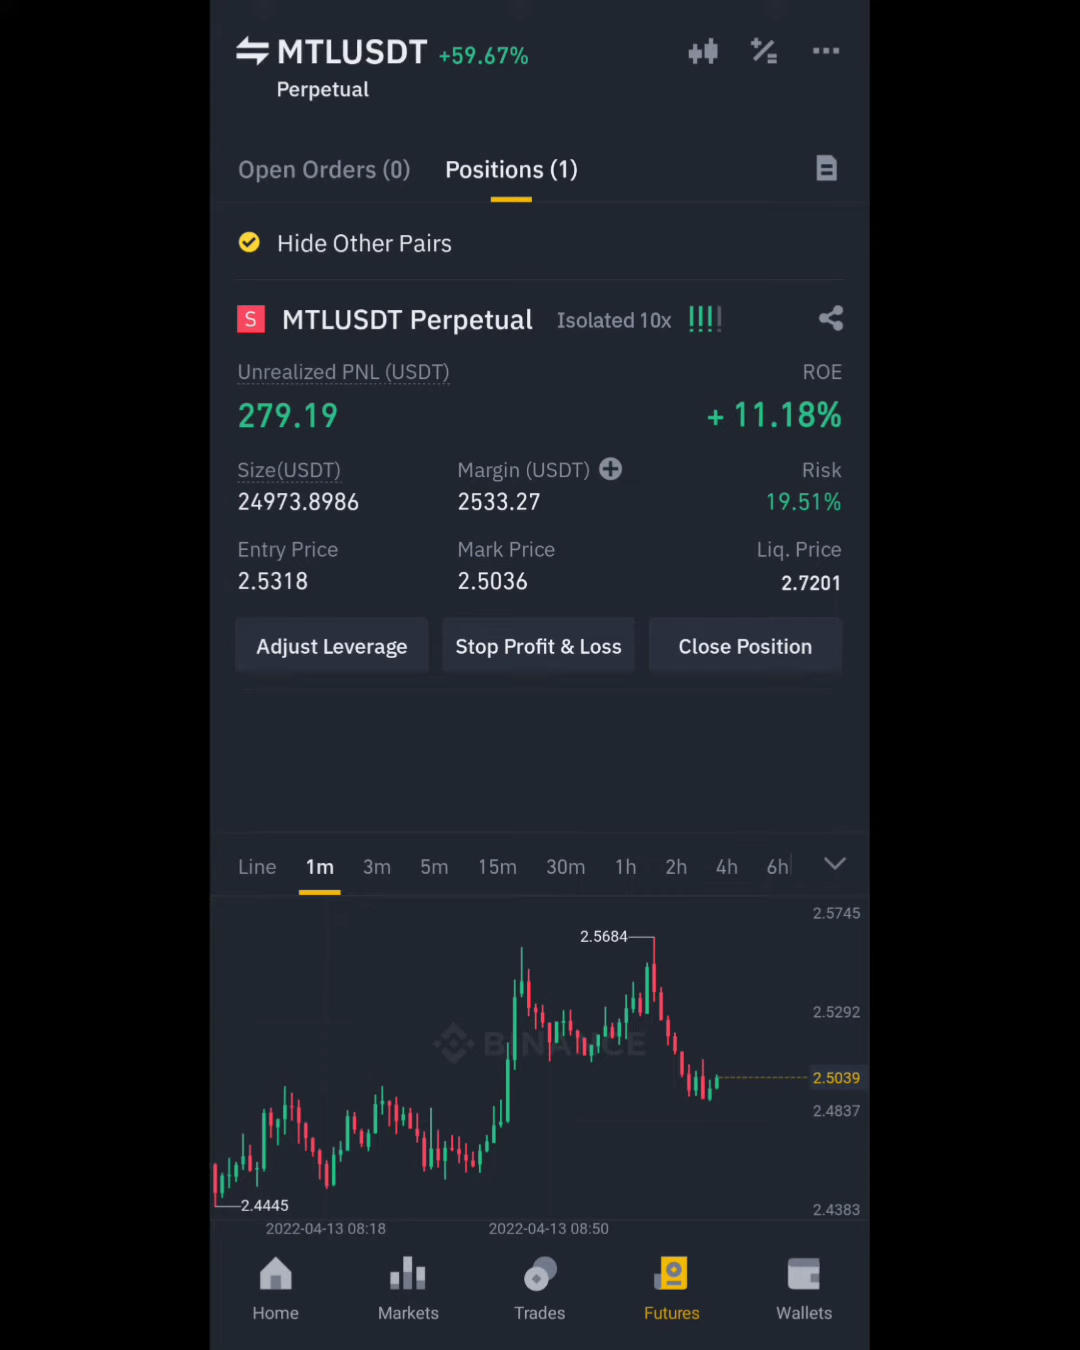 MTLUSDT +59.67%
Perpetual
Open Orders (0) Positions (1)
Hide Other Pairs
S MTLUSDT Perpetual Isolated 10x !!!!
Unrealized PNL (USDT) ROE
279.19 + 11.18%
Size(USDT) Margin (USDT) Risk
24973.8986 2533.27 19.51%
Entry Price Mark Price Liq. Price
2.5318 2.5036 2.7201
Adjust Leverage Stop Profit & Loss Close Position
Line 1m 3m 5m 15m 30m 1h 2h 4h 6h
2.5745
2.5684
2.5292
BINANCE
2.5039
2.4837
2.4445
2.4383
2022-04-13 08:18 2022-04-13 08:50
Home Markets Trades Futures Wallets